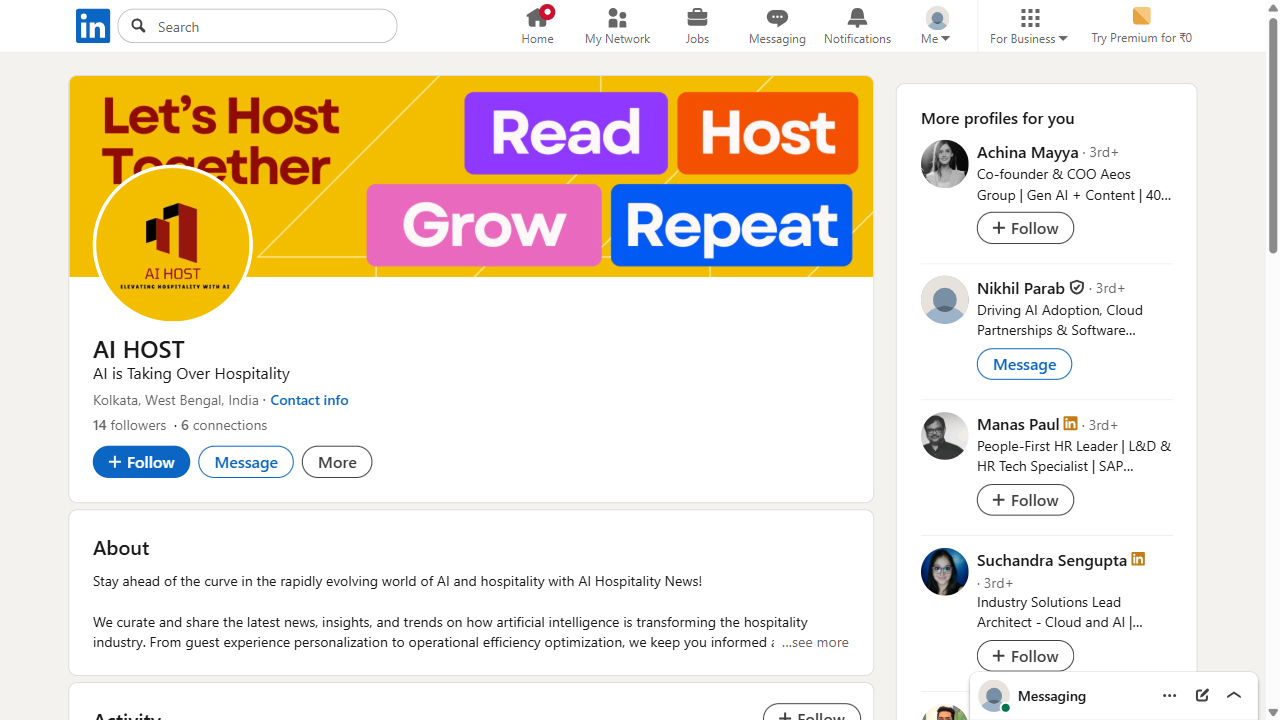 Search
Home
My Network
Jobs
Messaging
Notifications
Me
For Business
Try Premium for ₹0
Let's Host
Together
Read
Host
Grow
Repeat
AI HOST
ELEVATING HOSPITALITY WITH AI
AI HOST
AI is Taking Over Hospitality
Kolkata, West Bengal, India · Contact info
14 followers · 6 connections
+ Follow
Message
More
About
Stay ahead of the curve in the rapidly evolving world of AI and hospitality with AI Hospitality News!
We curate and share the latest news, insights, and trends on how artificial intelligence is transforming the hospitality
industry. From guest experience personalization to operational efficiency optimization, we keep you informed …see more
Activity
+ Follow
More profiles for you
Achina Mayya · 3rd+
Co-founder & COO Aeos
Group | Gen AI + Content | 40...
+ Follow
Nikhil Parab · 3rd+
Driving AI Adoption, Cloud
Partnerships & Software...
Message
Manas Paul in · 3rd+
People-First HR Leader | L&D &
HR Tech Specialist | SAP...
+ Follow
Suchandra Sengupta in
· 3rd+
Industry Solutions Lead
Architect - Cloud and AI |...
+ Follow
Messaging